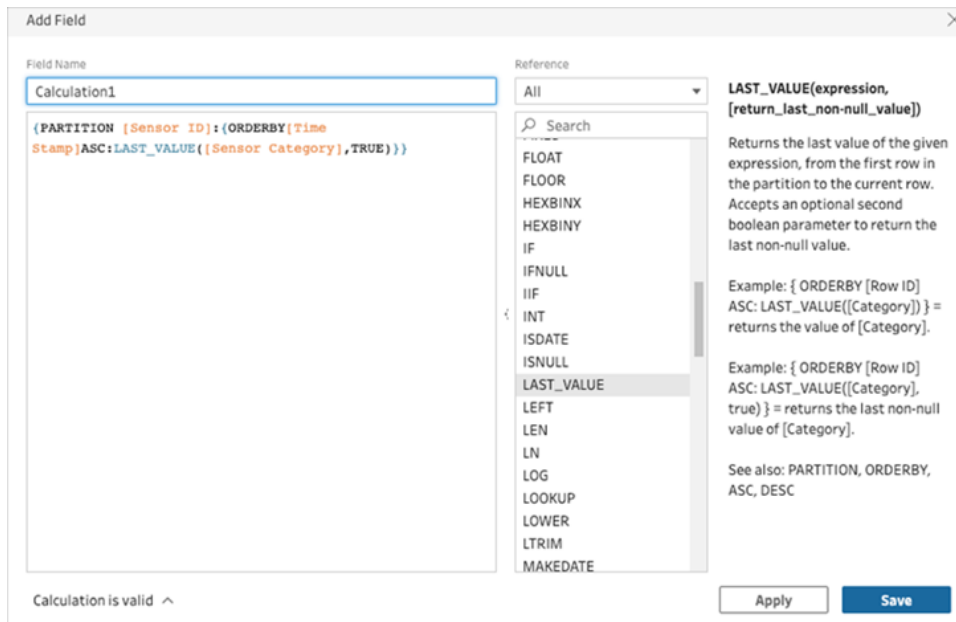 Add Field
Field Name
Calculation1
{PARTITION [Sensor ID]:{ORDERBY[Time
Stamp]ASC:LAST_VALUE([Sensor Category],TRUE)}}
Reference
All
Search
FLOAT
FLOOR
HEXBINX
HEXBINY
IF
IFNULL
IIF
INT
ISDATE
ISNULL
LAST_VALUE
LEFT
LEN
LN
LOG
LOOKUP
LOWER
LTRIM
MAKEDATE
LAST_VALUE(expression,
[return_last_non-null_value])
Returns the last value of the given
expression, from the first row in
the partition to the current row.
Accepts an optional second
boolean parameter to return the
last non-null value.
Example: { ORDERBY [Row ID]
ASC: LAST_VALUE([Category]) } =
returns the value of [Category].
Example: { ORDERBY [Row ID]
ASC: LAST_VALUE([Category],
true) } = returns the last non-null
value of [Category].
See also: PARTITION, ORDERBY,
ASC, DESC
Calculation is valid
Apply
Save